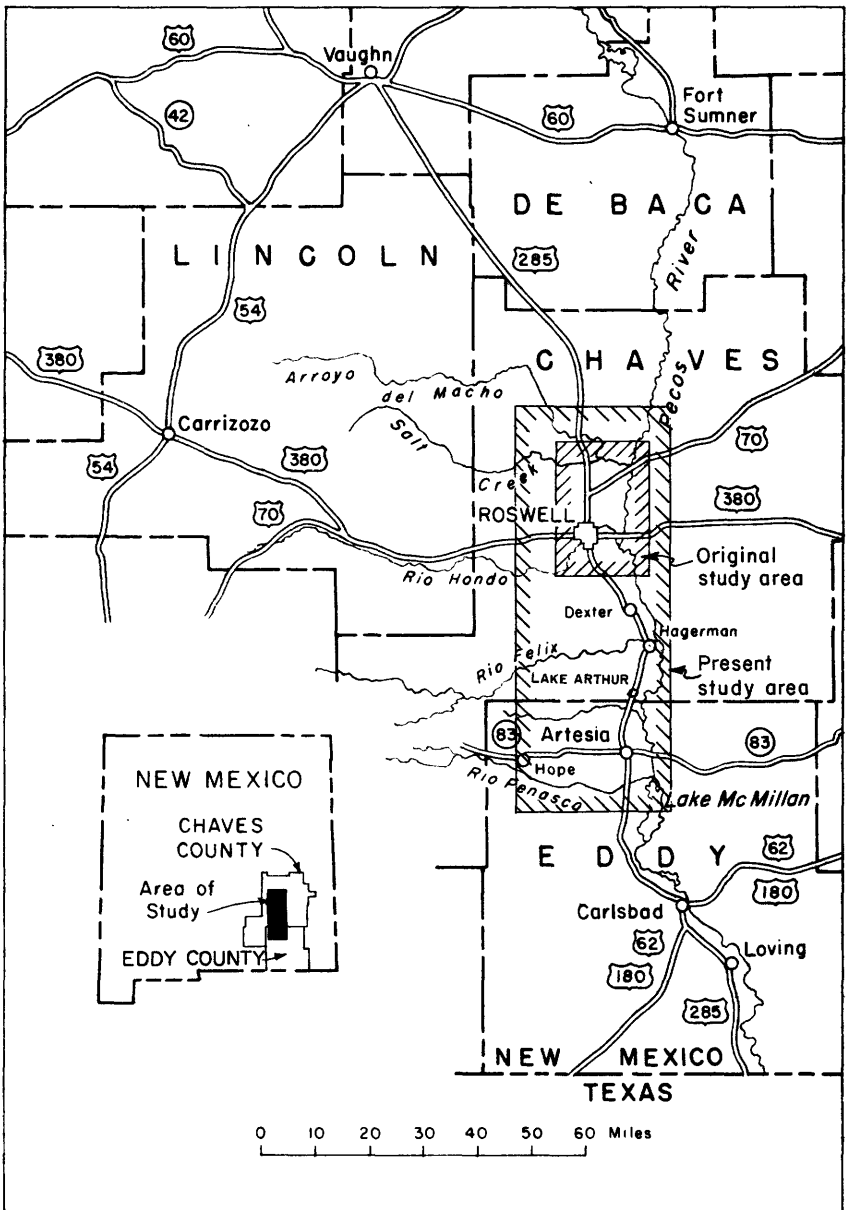 60
Vaughn
42
60
Fort
Sumner
DE BACA
LINCOLN
285
River
54
380
CHAVES
Arroyo
del Macho
Pecos
Salt
Carrizozo
70
54
380
Creek
380
70
ROSWELL
Original
study area
Rio Hondo
Dexter
Hagerman
Rio Felix
Present
study area
LAKE ARTHUR
83
Artesia
83
Hope
Rio Penasco
Lake McMillan
NEW MEXICO
CHAVES
COUNTY
Area of
Study
EDDY COUNTY
EDDY
62
180
Carlsbad
62
Loving
180
285
NEW MEXICO
TEXAS
0 10 20 30 40 50 60 Miles